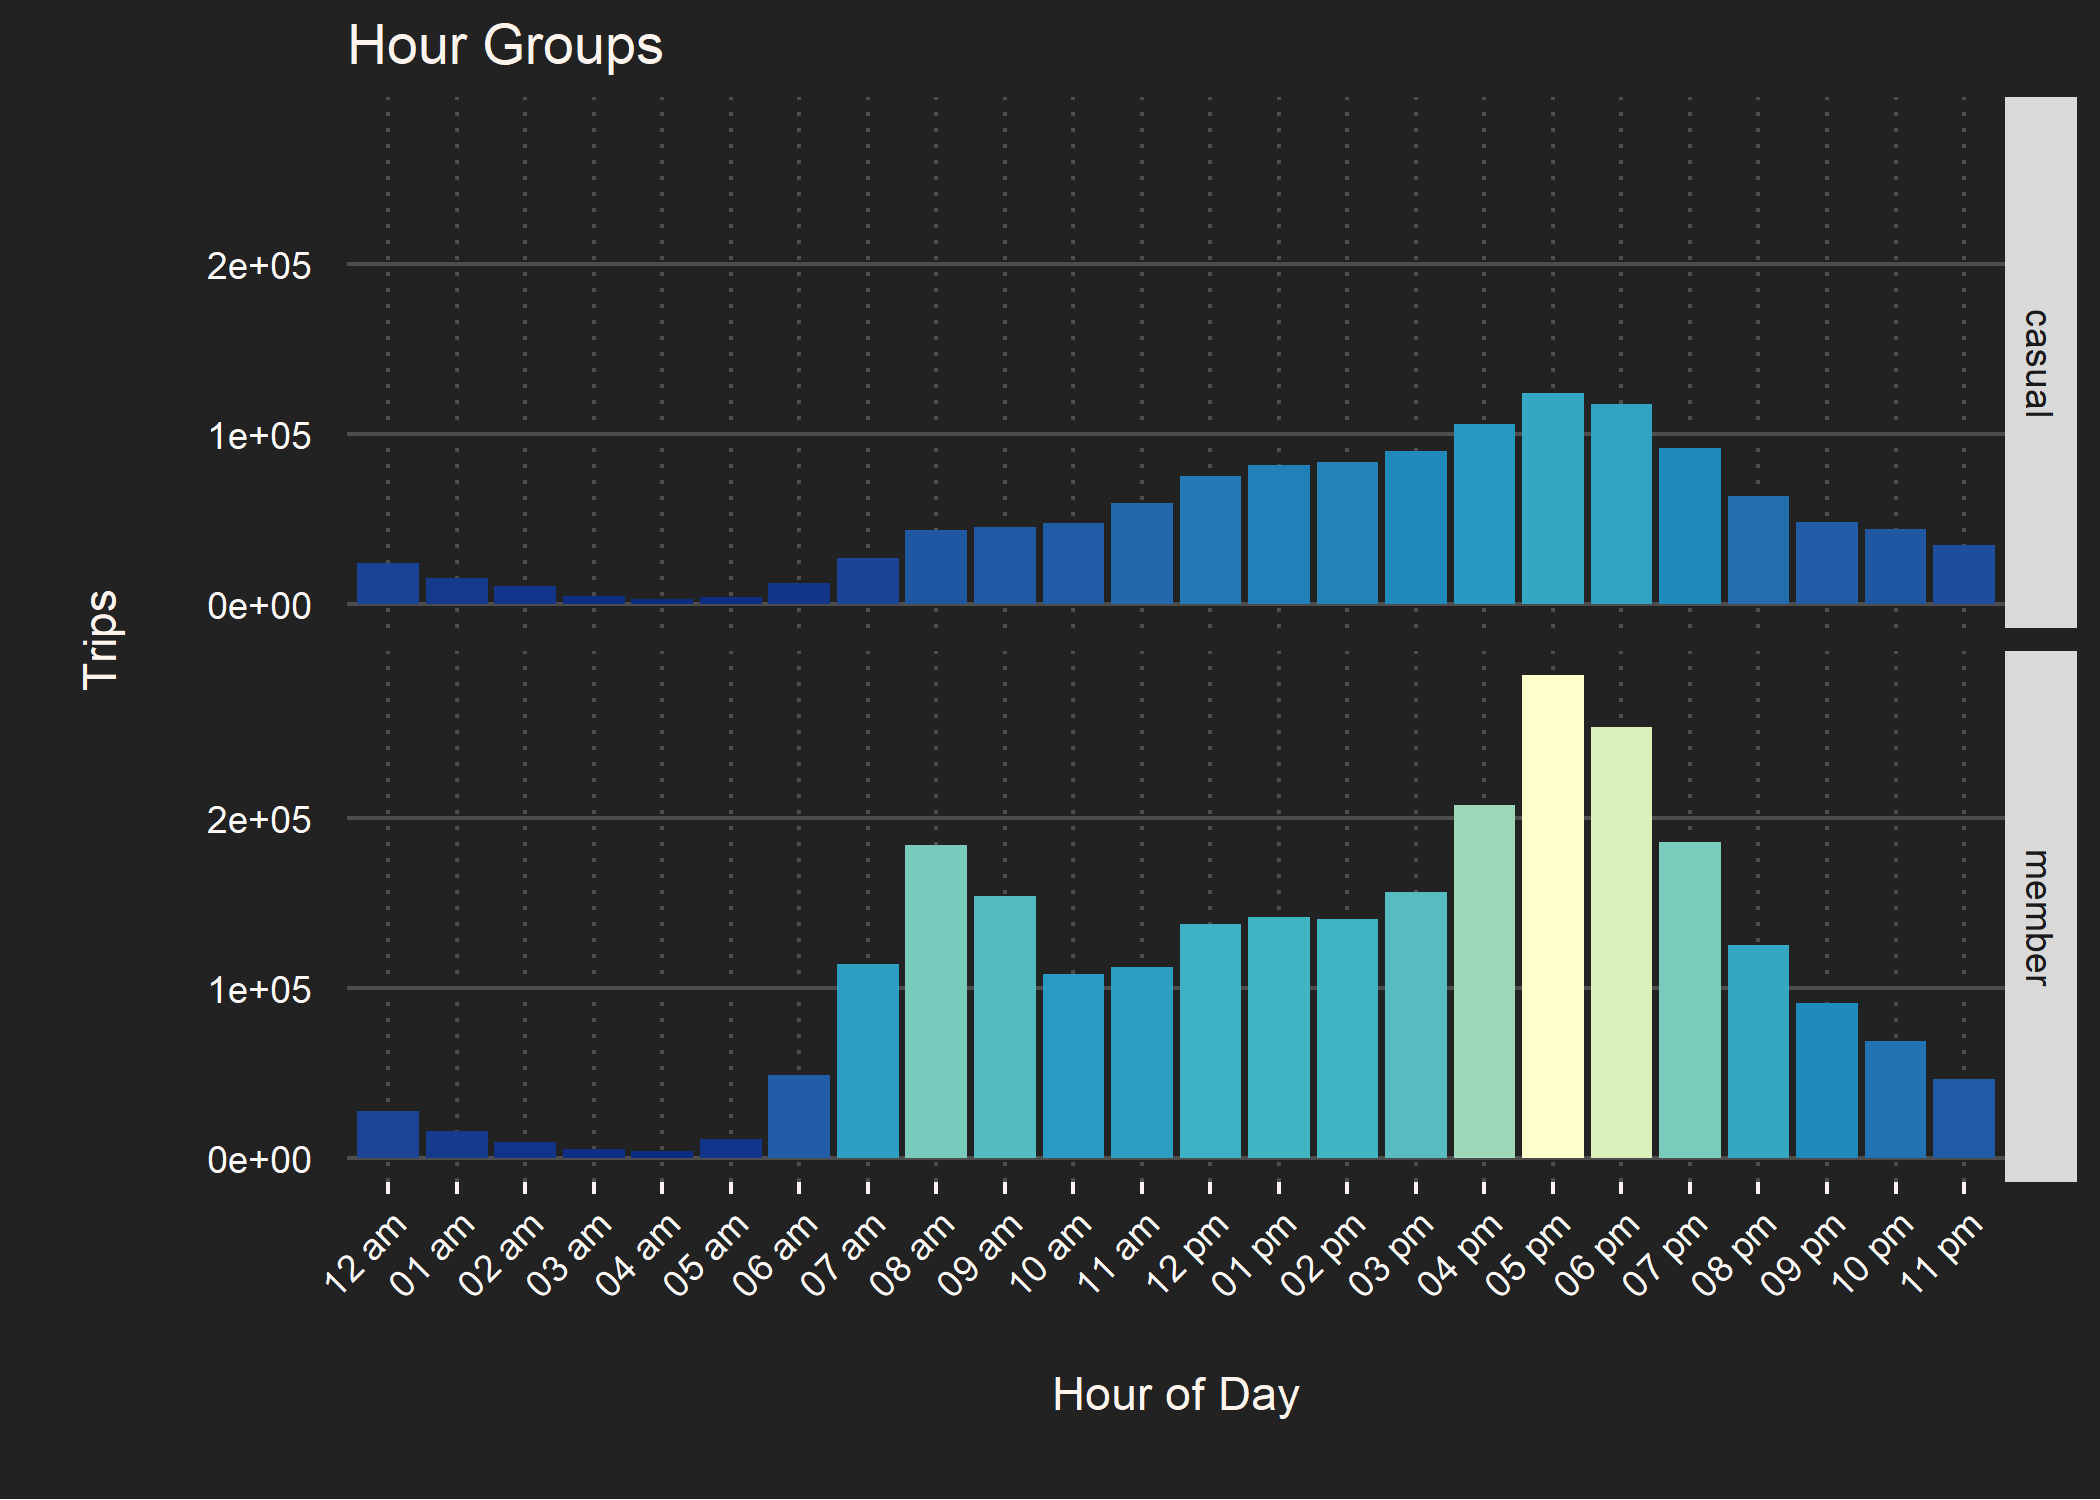 Hour Groups
2e+05
1e+05
0e+00
casual
Trips
2e+05
1e+05
0e+00
member
12 am
01 am
02 am
03 am
04 am
05 am
06 am
07 am
08 am
09 am
10 am
11 am
12 pm
01 pm
02 pm
03 pm
04 pm
05 pm
06 pm
07 pm
08 pm
09 pm
10 pm
11 pm
Hour of Day